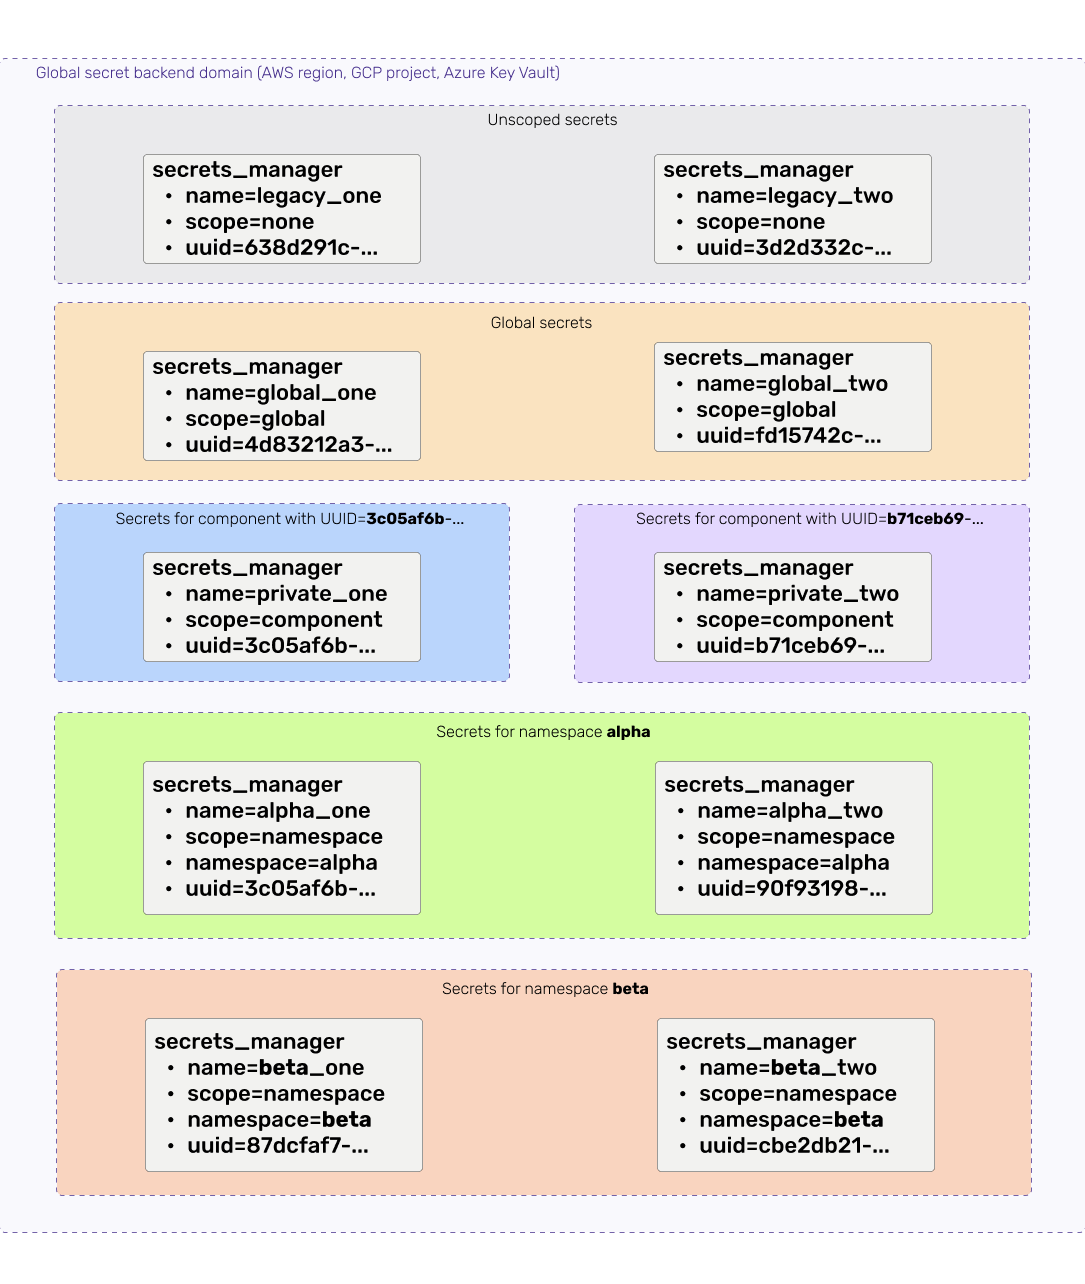 Global secret backend domain (AWS region, GCP project, Azure Key Vault)
Unscoped secrets
secrets_manager
• name=legacy_one
• scope=none
• uuid=638d291c-...
secrets_manager
• name=legacy_two
• scope=none
• uuid=3d2d332c-...
Global secrets
secrets_manager
• name=global_one
• scope=global
• uuid=4d83212a3-...
secrets_manager
• name=global_two
• scope=global
• uuid=fd15742c-...
Secrets for component with UUID=3c05af6b-...
secrets_manager
• name=private_one
• scope=component
• uuid=3c05af6b-...
Secrets for component with UUID=b71ceb69-...
secrets_manager
• name=private_two
• scope=component
• uuid=b71ceb69-...
Secrets for namespace alpha
secrets_manager
• name=alpha_one
• scope=namespace
• namespace=alpha
• uuid=3c05af6b-...
secrets_manager
• name=alpha_two
• scope=namespace
• namespace=alpha
• uuid=90f93198-...
Secrets for namespace beta
secrets_manager
• name=beta_one
• scope=namespace
• namespace=beta
• uuid=87dcfaf7-...
secrets_manager
• name=beta_two
• scope=namespace
• namespace=beta
• uuid=cbe2db21-...